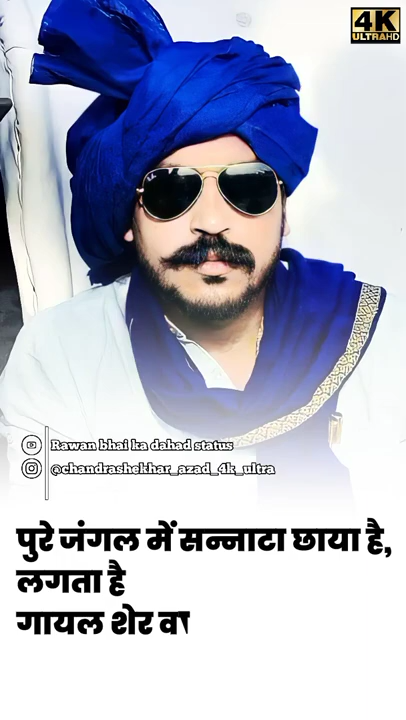 4K
ULTRAHD
Rawan bhai ka dahad status
@chandrashekhar_azad_4k_ultra
पुरे जंगल में सन्नाटा छाया है,
लगता है
गायल शेर